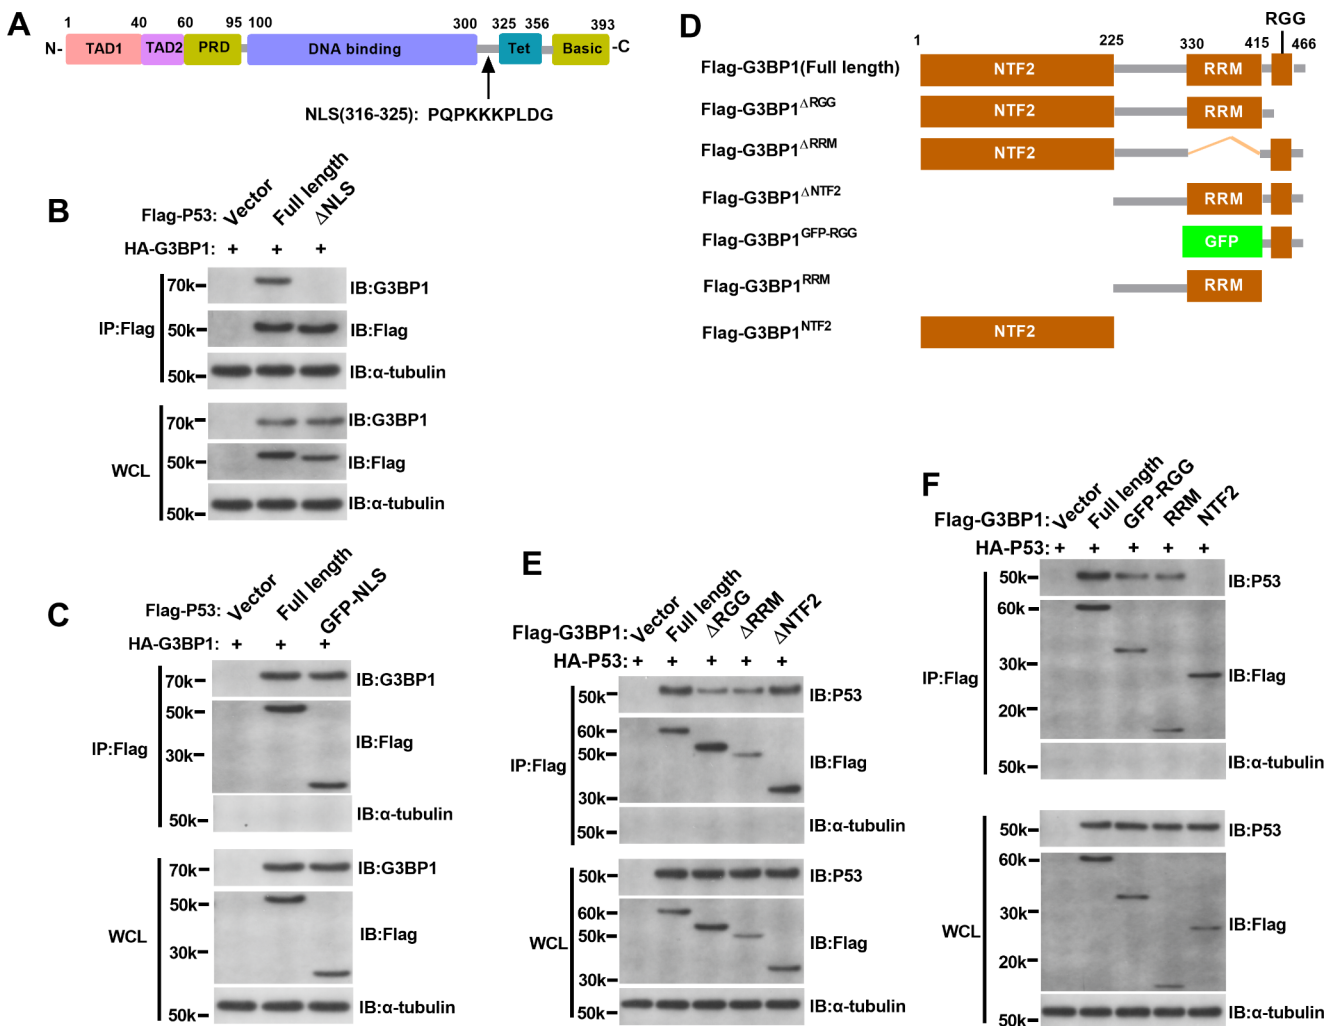 A
1 40 60 95 100 300 325 356 393
N- TAD1 TAD2 PRD DNA binding Tet Basic -C
NLS(316-325): PQPKKKPLDG
B
Flag-P53: Vector Full length ΔNLS
HA-G3BP1: + + +
IP:Flag
70k IB:G3BP1
50k IB:Flag
50k IB:α-tubulin
WCL
70k IB:G3BP1
50k IB:Flag
50k IB:α-tubulin
C
Flag-P53: Vector Full length GFP-NLS
HA-G3BP1: + + +
IP:Flag
70k IB:G3BP1
50k
30k IB:Flag
50k IB:α-tubulin
WCL
70k IB:G3BP1
50k
30k IB:Flag
50k IB:α-tubulin
D
RGG
1 225 330 415 466
Flag-G3BP1(Full length) NTF2 RRM
Flag-G3BP1ΔRGG NTF2 RRM
Flag-G3BP1ΔRRM NTF2
Flag-G3BP1ΔNTF2 RRM
Flag-G3BP1GFP-RGG GFP
Flag-G3BP1RRM RRM
Flag-G3BP1NTF2 NTF2
E
Flag-G3BP1: Vector Full length ΔRGG ΔRRM ΔNTF2
HA-P53: + + + + +
IP:Flag
50k IB:P53
60k
50k IB:Flag
30k
50k IB:α-tubulin
WCL
50k IB:P53
60k
50k IB:Flag
30k
50k IB:α-tubulin
F
Flag-G3BP1: Vector Full length GFP-RGG RRM NTF2
HA-P53: + + + + +
IP:Flag
50k IB:P53
60k
30k IB:Flag
20k
50k IB:α-tubulin
WCL
50k IB:P53
60k
30k IB:Flag
20k
50k IB:α-tubulin